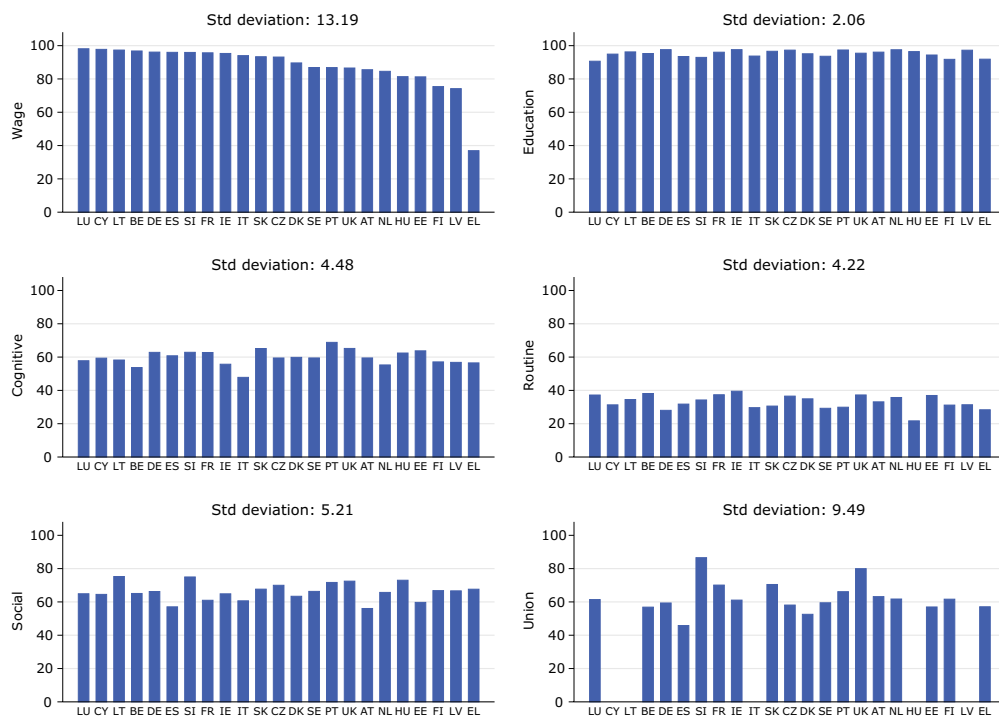 Std deviation: 13.19
Wage
100
80
60
40
20
0
LU CY LT BE DE ES SI FR IE IT SK CZ DK SE PT UK AT NL HU EE FI LV EL
Std deviation: 2.06
Education
100
80
60
40
20
0
LU CY LT BE DE ES SI FR IE IT SK CZ DK SE PT UK AT NL HU EE FI LV EL
Std deviation: 4.48
Cognitive
100
80
60
40
20
0
LU CY LT BE DE ES SI FR IE IT SK CZ DK SE PT UK AT NL HU EE FI LV EL
Std deviation: 4.22
Routine
100
80
60
40
20
0
LU CY LT BE DE ES SI FR IE IT SK CZ DK SE PT UK AT NL HU EE FI LV EL
Std deviation: 5.21
Social
100
80
60
40
20
0
LU CY LT BE DE ES SI FR IE IT SK CZ DK SE PT UK AT NL HU EE FI LV EL
Std deviation: 9.49
Union
100
80
60
40
20
0
LU CY LT BE DE ES SI FR IE IT SK CZ DK SE PT UK AT NL HU EE FI LV EL